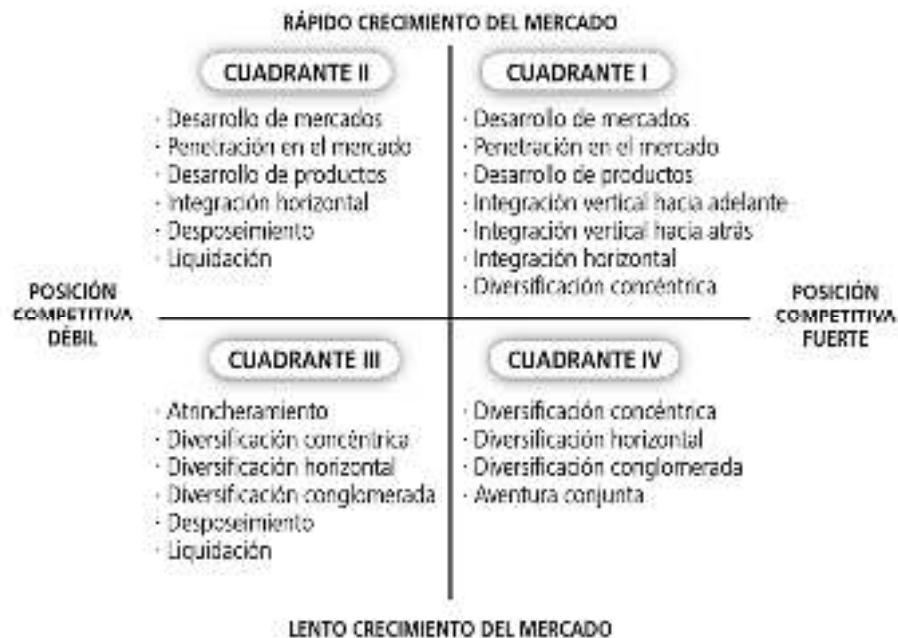 RÁPIDO CRECIMIENTO DEL MERCADO
CUADRANTE II
· Desarrollo de mercados
· Penetración en el mercado
· Desarrollo de productos
· Integración horizontal
· Desposeimiento
· Liquidación
CUADRANTE I
· Desarrollo de mercados
· Penetración en el mercado
· Desarrollo de productos
· Integración vertical hacia adelante
· Integración vertical hacia atrás
· Integración horizontal
· Diversificación concéntrica
POSICIÓN
COMPETITIVA
DÉBIL
POSICIÓN
COMPETITIVA
FUERTE
CUADRANTE III
· Atrincheramiento
· Diversificación concéntrica
· Diversificación horizontal
· Diversificación conglomerada
· Desposeimiento
· Liquidación
CUADRANTE IV
· Diversificación concéntrica
· Diversificación horizontal
· Diversificación conglomerada
· Aventura conjunta
LENTO CRECIMIENTO DEL MERCADO